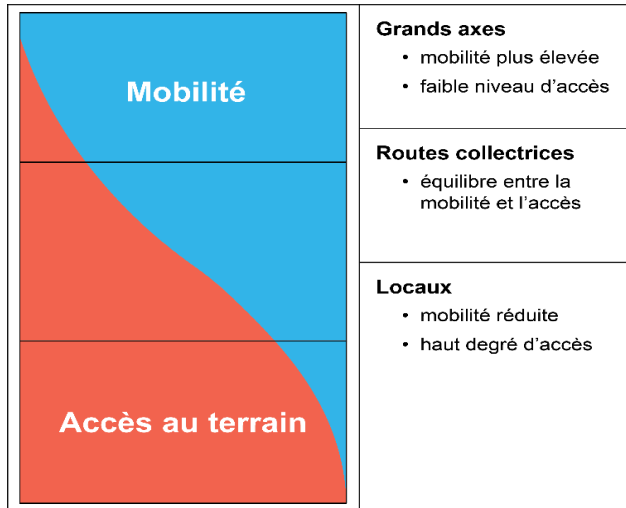 Mobilité
Accès au terrain
Grands axes
• mobilité plus élevée
• faible niveau d'accès
Routes collectrices
• équilibre entre la
mobilité et l'accès
Locaux
• mobilité réduite
• haut degré d'accès